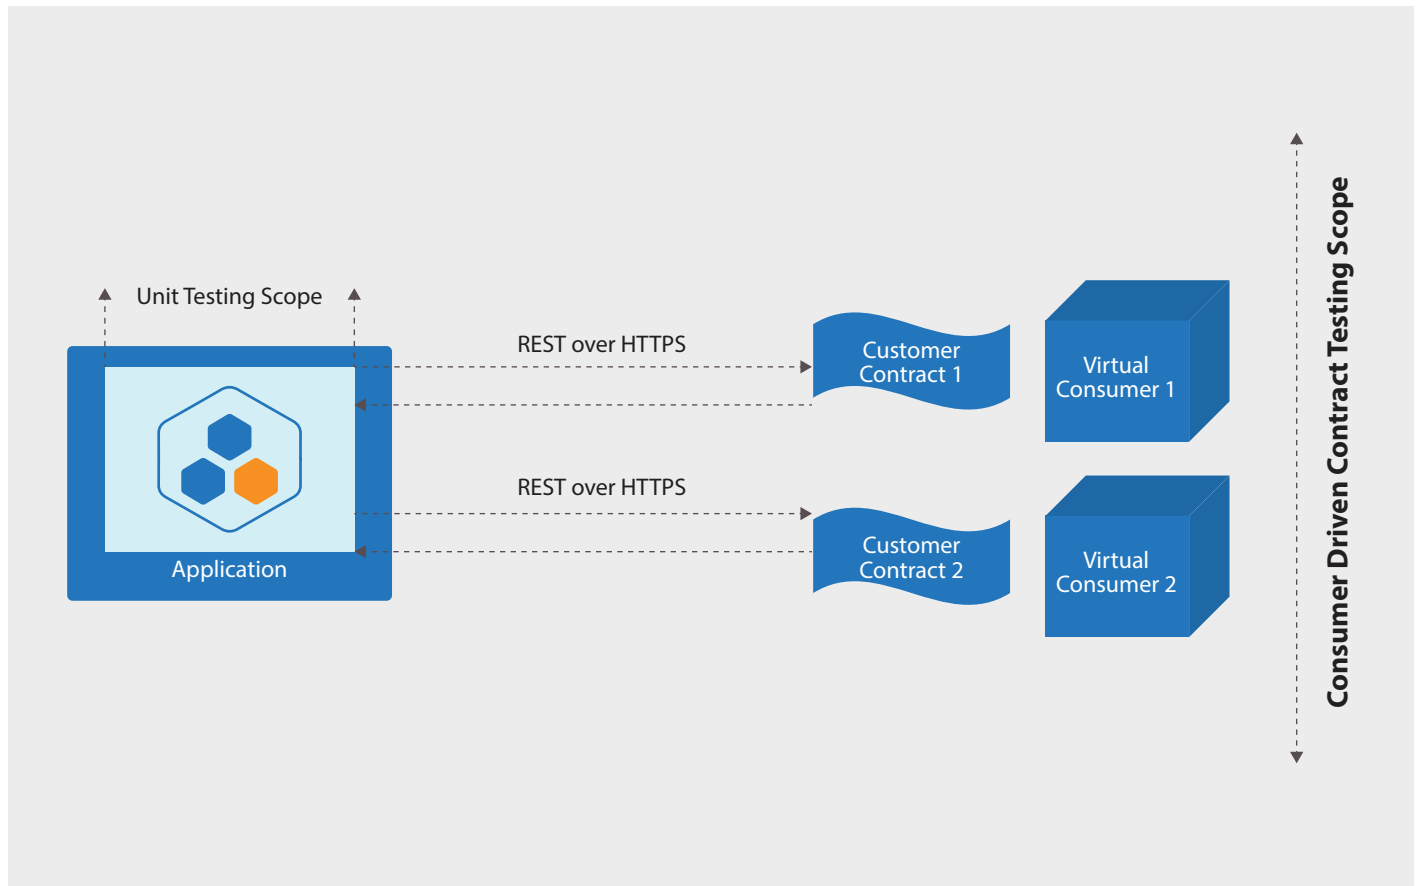 Unit Testing Scope
Application
REST over HTTPS
Customer
Contract 1
Virtual
Consumer 1
REST over HTTPS
Customer
Contract 2
Virtual
Consumer 2
Consumer Driven Contract Testing Scope